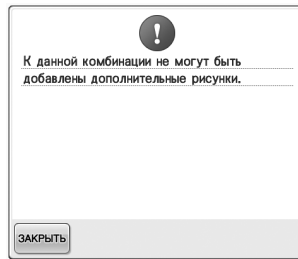 К данной комбинации не могут быть
добавлены дополнительные рисунки.
ЗАКРЫТЬ